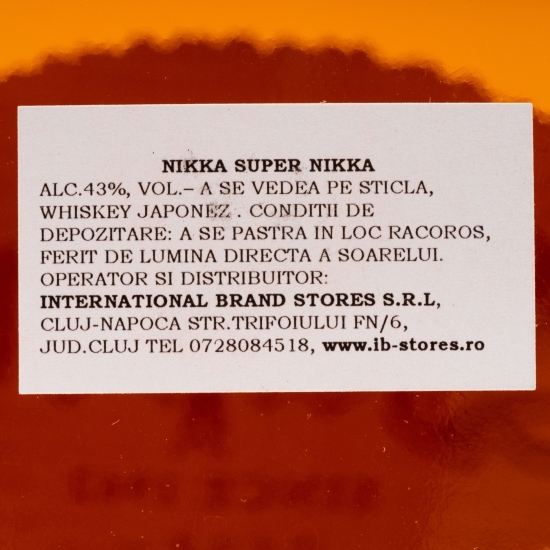 NIKKA SUPER NIKKA
ALC.43%, VOL.– A SE VEDEA PE STICLA,
WHISKEY JAPONEZ . CONDITII DE
DEPOZITARE: A SE PASTRA IN LOC RACOROS,
FERIT DE LUMINA DIRECTA A SOARELUI.
OPERATOR SI DISTRIBUITOR:
INTERNATIONAL BRAND STORES S.R.L,
CLUJ-NAPOCA STR.TRIFOIULUI FN/6,
JUD.CLUJ TEL 0728084518, www.ib-stores.ro